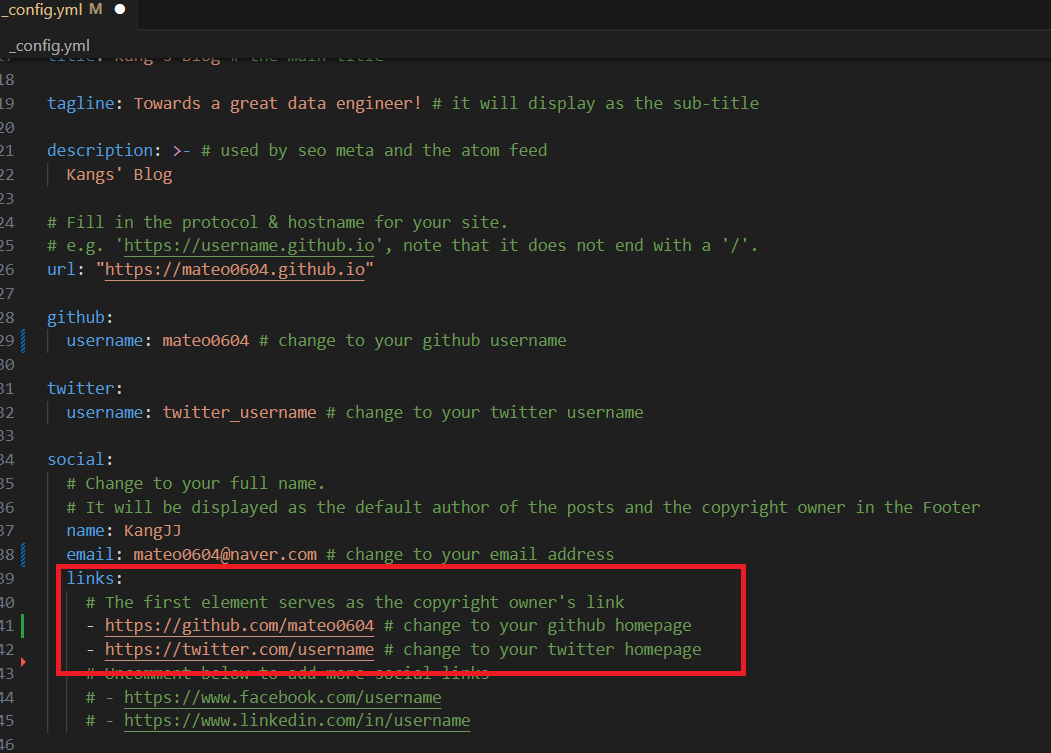 _config.yml M
_config.yml
17 title: Kang's Blog # the main title
18
19 tagline: Towards a great data engineer! # it will display as the sub-title
20
21 description: >- # used by seo meta and the atom feed
22 Kangs' Blog
23
24 # Fill in the protocol & hostname for your site.
25 # e.g. 'https://username.github.io', note that it does not end with a '/'.
26 url: "https://mateo0604.github.io"
27
28 github:
29 username: mateo0604 # change to your github username
30
31 twitter:
32 username: twitter_username # change to your twitter username
33
34 social:
35 # Change to your full name.
36 # It will be displayed as the default author of the posts and the copyright owner in the Footer
37 name: KangJJ
38 email: mateo0604@naver.com # change to your email address
39 links:
40 # The first element serves as the copyright owner's link
41 - https://github.com/mateo0604 # change to your github homepage
42 - https://twitter.com/username # change to your twitter homepage
43 # Uncomment below to add more social links
44 # - https://www.facebook.com/username
45 # - https://www.linkedin.com/in/username
46